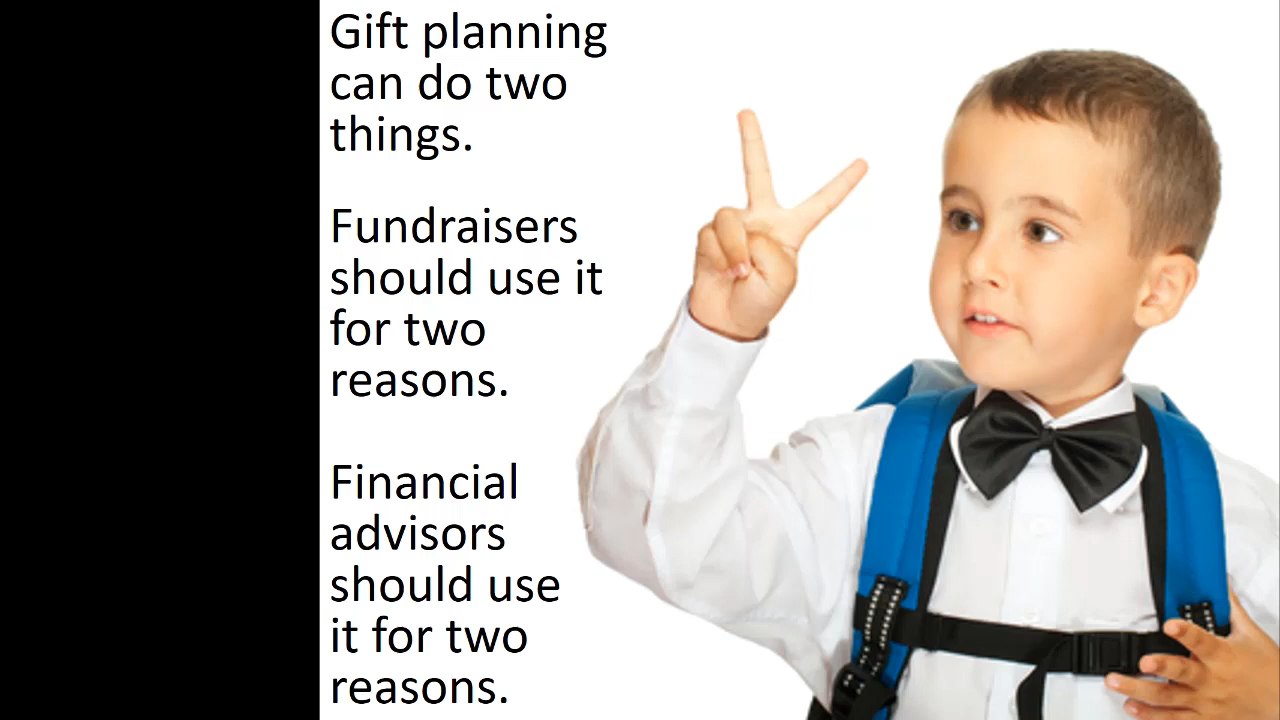 Gift planning
can do two
things.
Fundraisers
should use it
for two
reasons.
Financial
advisors
should use
it for two
reasons.